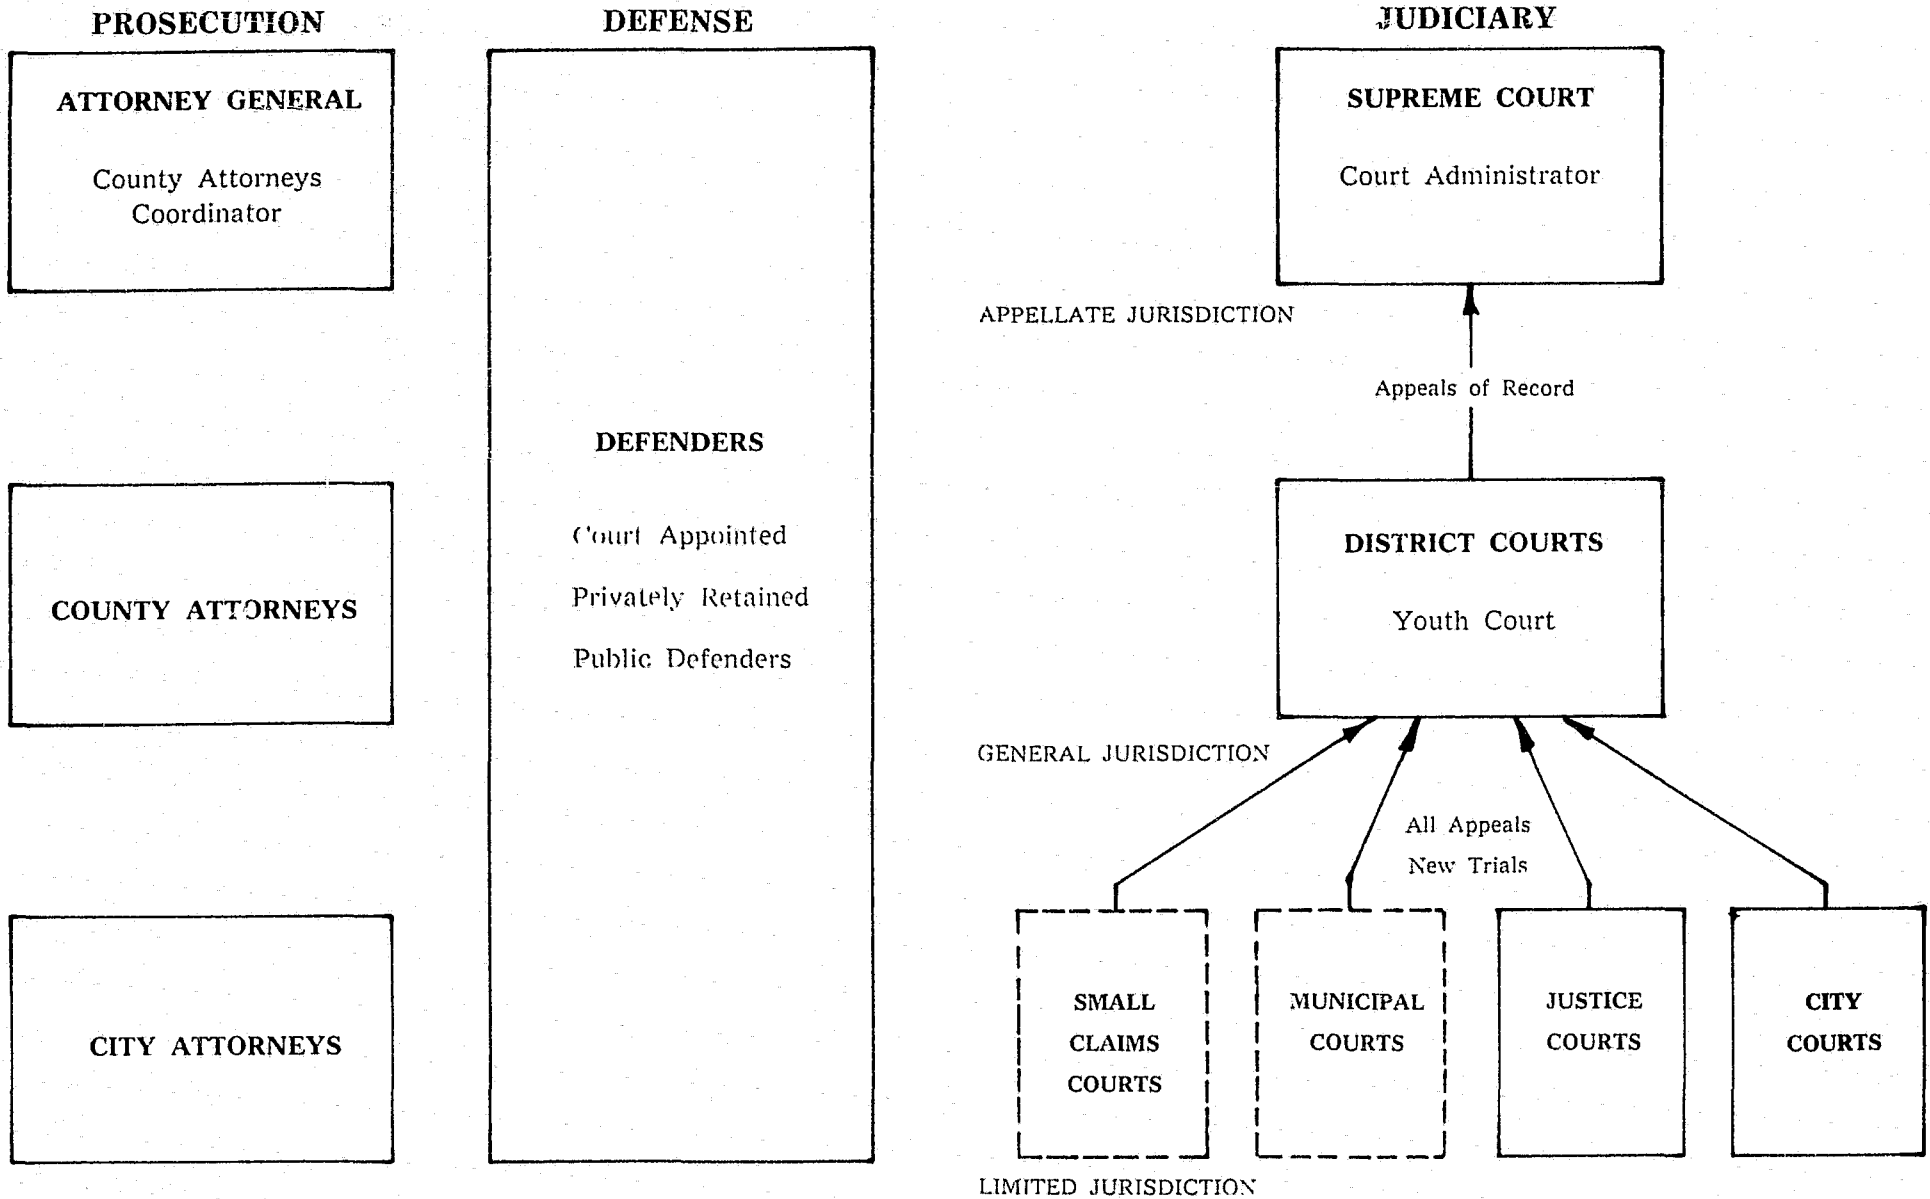 PROSECUTION
ATTORNEY GENERAL
County Attorneys
Coordinator
COUNTY ATTORNEYS
CITY ATTORNEYS
DEFENSE
DEFENDERS
Court Appointed
Privately Retained
Public Defenders
JUDICIARY
SUPREME COURT
Court Administrator
APPELLATE JURISDICTION
Appeals of Record
DISTRICT COURTS
Youth Court
GENERAL JURISDICTION
All Appeals
New Trials
SMALL
CLAIMS
COURTS
MUNICIPAL
COURTS
JUSTICE
COURTS
CITY
COURTS
LIMITED JURISDICTION